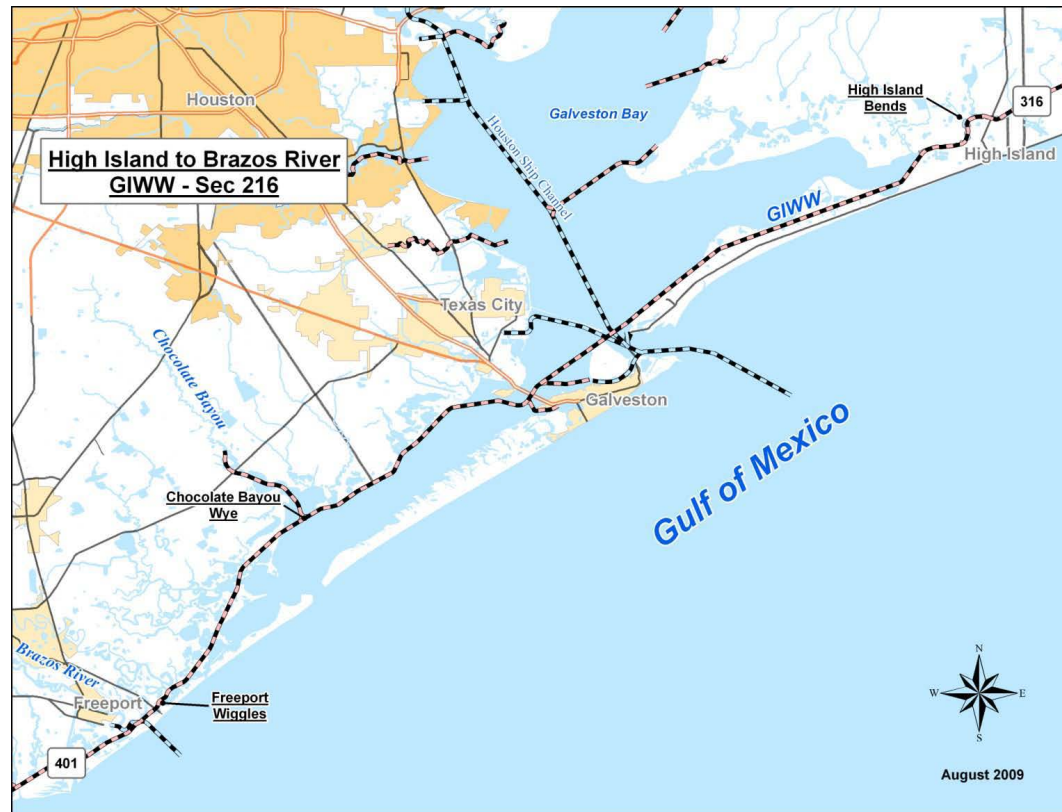 Houston
High Island to Brazos River
GIWW - Sec 216
Galveston Bay
Houston Ship Channel
High Island
Bends
316
High Island
GIWW
Texas City
Chocolate Bayou
Galveston
Gulf of Mexico
Chocolate Bayou
Wye
Brazos River
Freeport
Freeport
Wiggles
401
N
W
E
S
August 2009